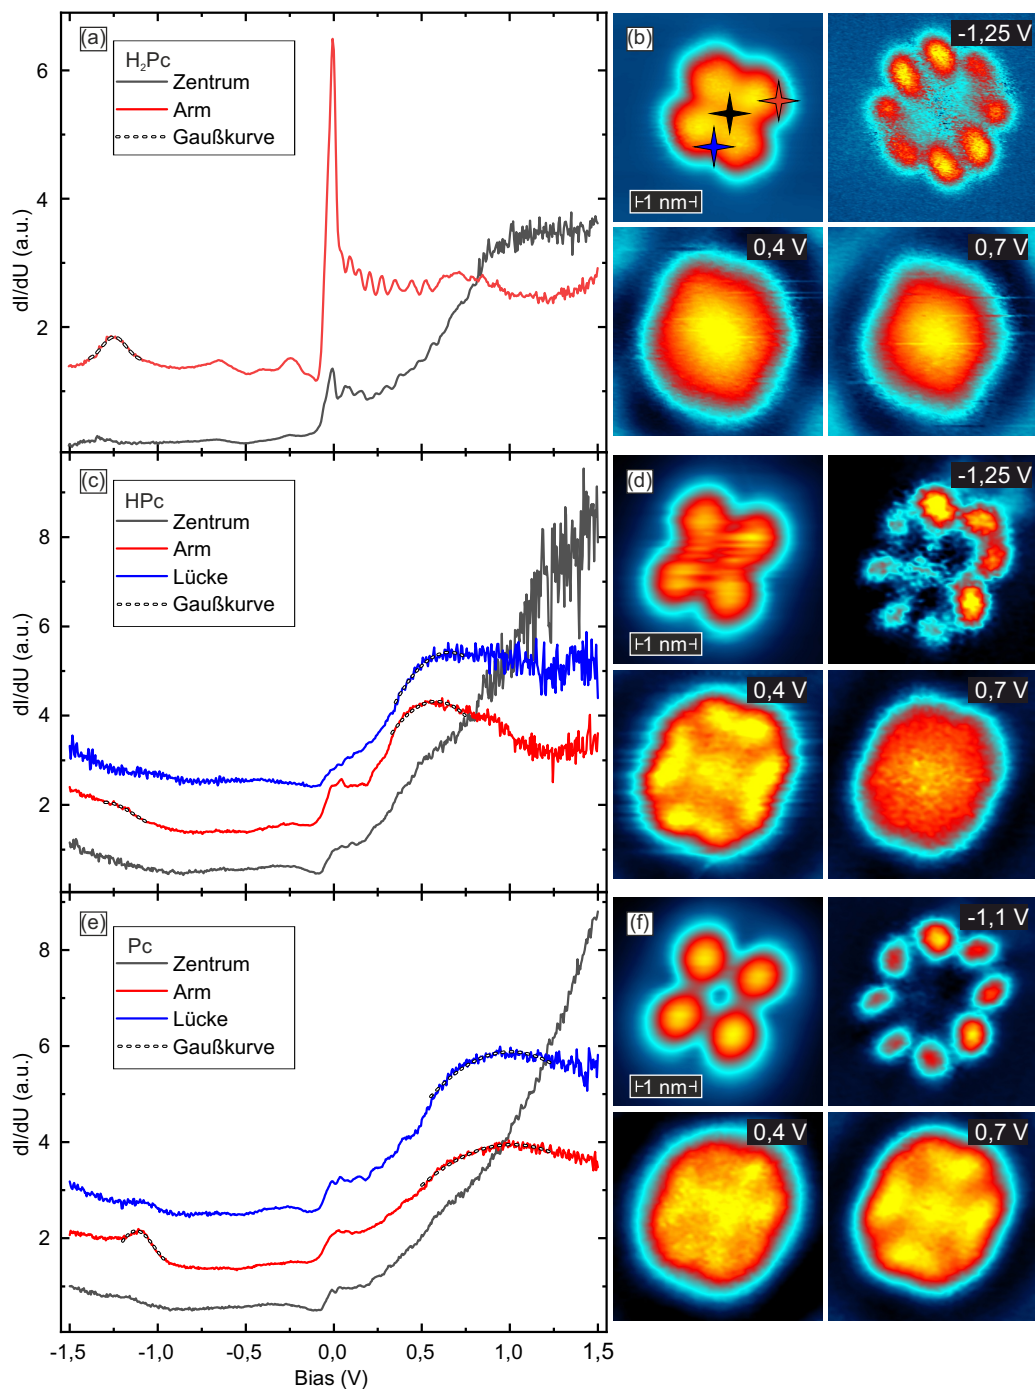 (a)
H₂Pc
Zentrum
Arm
Gaußkurve
6
4
2
dI/dU (a.u.)
(b)
1 nm
-1,25 V
0,4 V
0,7 V
(c)
HPc
Zentrum
Arm
Lücke
Gaußkurve
8
6
4
2
dI/dU (a.u.)
(d)
1 nm
-1,25 V
0,4 V
0,7 V
(e)
Pc
Zentrum
Arm
Lücke
Gaußkurve
8
6
4
2
dI/dU (a.u.)
-1,5 -1,0 -0,5 0,0 0,5 1,0 1,5
Bias (V)
(f)
1 nm
-1,1 V
0,4 V
0,7 V